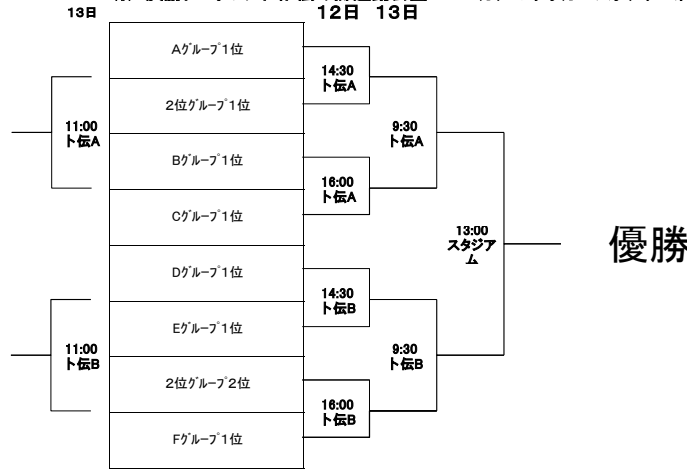 13日
12日 13日
Aグループ1位
14:30
ト伝A
2位グループ1位
11:00
ト伝A
9:30
ト伝A
Bグループ1位
16:00
ト伝A
Cグループ1位
13:00
スタジア
ム
優勝
Dグループ1位
14:30
ト伝B
Eグループ1位
11:00
ト伝B
9:30
ト伝B
2位グループ2位
16:00
ト伝B
Fグループ1位